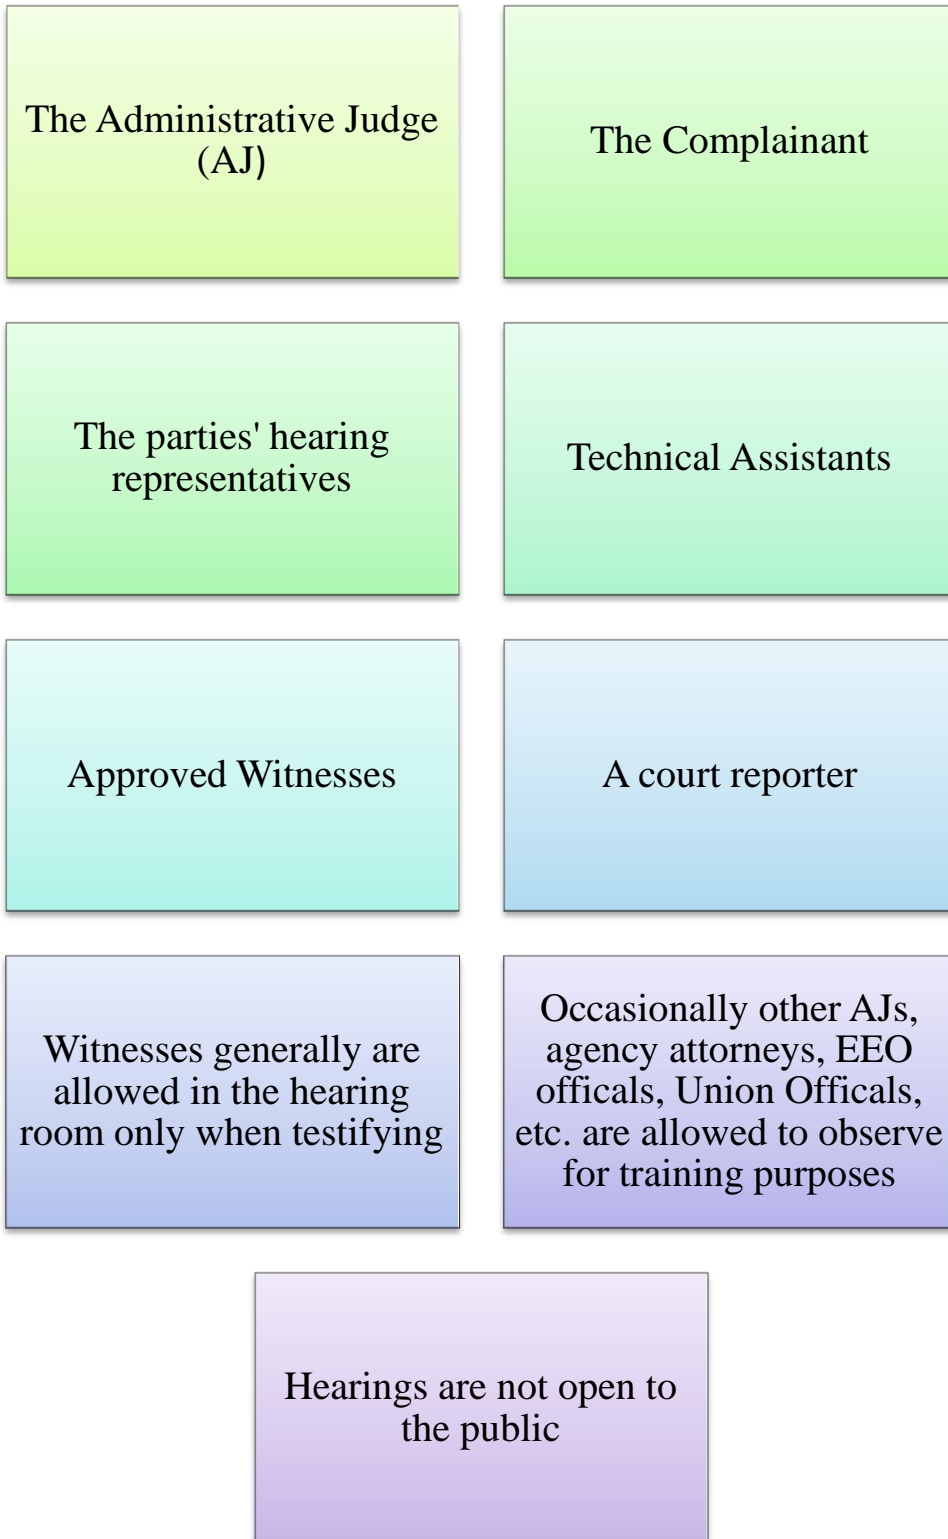 The Administrative Judge
(AJ)
The Complainant
The parties' hearing
representatives
Technical Assistants
Approved Witnesses
A court reporter
Witnesses generally are
allowed in the hearing
room only when testifying
Occasionally other AJs,
agency attorneys, EEO
officals, Union Officals,
etc. are allowed to observe
for training purposes
Hearings are not open to
the public